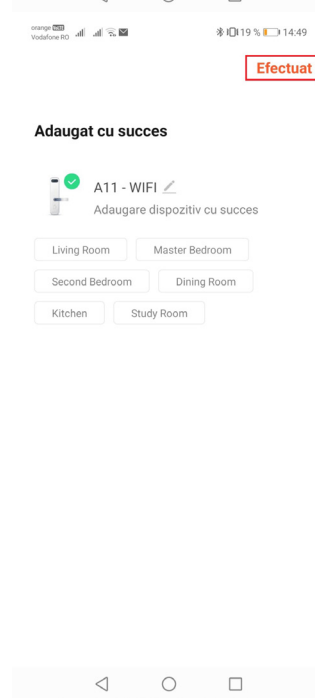 orange VoLTE
Vodafone RO
19 % 14:49
Efectuat
Adaugat cu succes
A11 - WIFI
Adaugare dispozitiv cu succes
Living Room Master Bedroom
Second Bedroom Dining Room
Kitchen Study Room